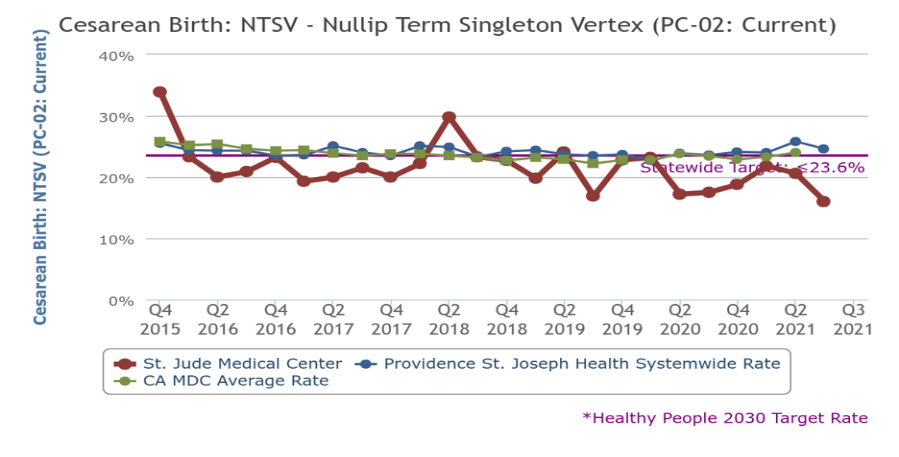 Cesarean Birth: NTSV - Nullip Term Singleton Vertex (PC-02: Current)
Cesarean Birth: NTSV (PC-02: Current)
40%
30%
20%
10%
0%
Statewide Target: ≤23.6%
Q4 Q2 Q4 Q2 Q4 Q2 Q4 Q2 Q4 Q2 Q4 Q2 Q3
2015 2016 2016 2017 2017 2018 2018 2019 2019 2020 2020 2021 2021
St. Jude Medical Center Providence St. Joseph Health Systemwide Rate
CA MDC Average Rate
*Healthy People 2030 Target Rate